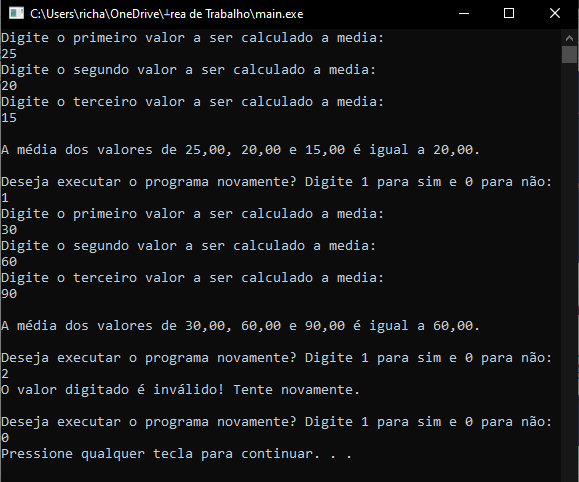 C:\Users\richa\OneDrive\┴rea de Trabalho\main.exe
Digite o primeiro valor a ser calculado a media:
25
Digite o segundo valor a ser calculado a media:
20
Digite o terceiro valor a ser calculado a media:
15
A média dos valores de 25,00, 20,00 e 15,00 é igual a 20,00.
Deseja executar o programa novamente? Digite 1 para sim e 0 para não:
1
Digite o primeiro valor a ser calculado a media:
30
Digite o segundo valor a ser calculado a media:
60
Digite o terceiro valor a ser calculado a media:
90
A média dos valores de 30,00, 60,00 e 90,00 é igual a 60,00.
Deseja executar o programa novamente? Digite 1 para sim e 0 para não:
2
O valor digitado é inválido! Tente novamente.
Deseja executar o programa novamente? Digite 1 para sim e 0 para não:
0
Pressione qualquer tecla para continuar. . .